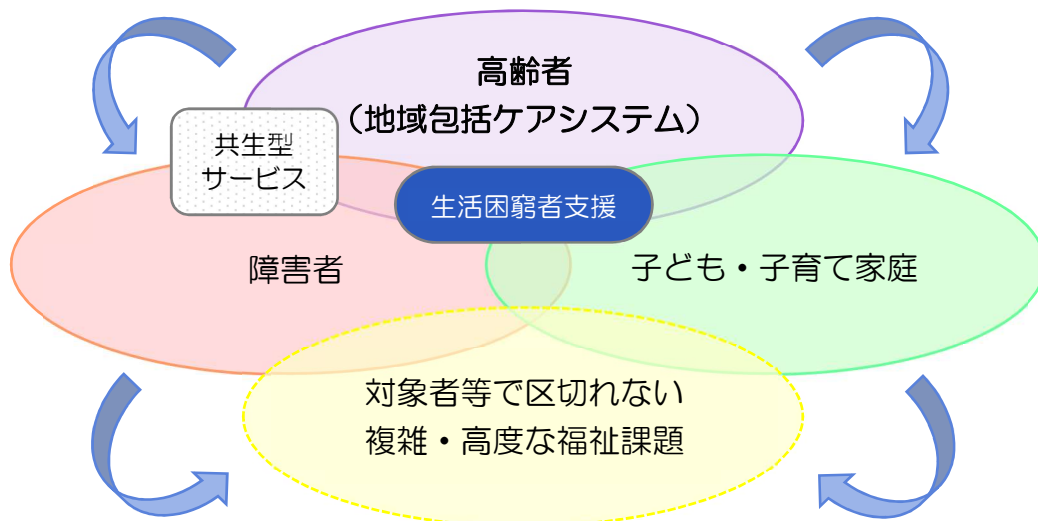 高齢者
（地域包括ケアシステム）
共生型
サービス
生活困窮者支援
障害者
子ども・子育て家庭
対象者等で区切れない
複雑・高度な福祉課題